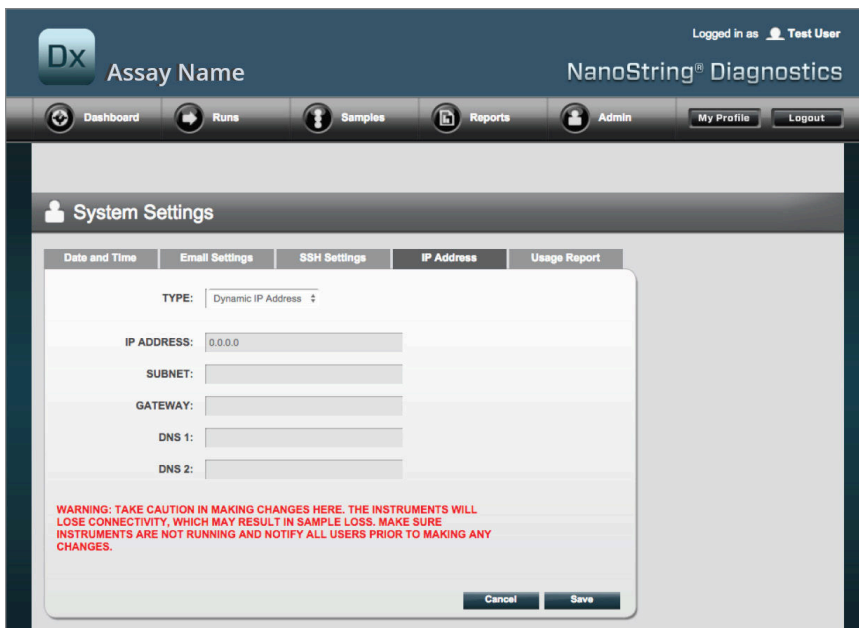 Logged in as Test User
Dx
Assay Name
NanoString® Diagnostics
Dashboard Runs Samples Reports Admin My Profile Logout
System Settings
Date and Time Email Settings SSH Settings IP Address Usage Report
TYPE: Dynamic IP Address
IP ADDRESS: 0.0.0.0
SUBNET:
GATEWAY:
DNS 1:
DNS 2:
WARNING: TAKE CAUTION IN MAKING CHANGES HERE. THE INSTRUMENTS WILL
LOSE CONNECTIVITY, WHICH MAY RESULT IN SAMPLE LOSS. MAKE SURE
INSTRUMENTS ARE NOT RUNNING AND NOTIFY ALL USERS PRIOR TO MAKING ANY
CHANGES.
Cancel Save